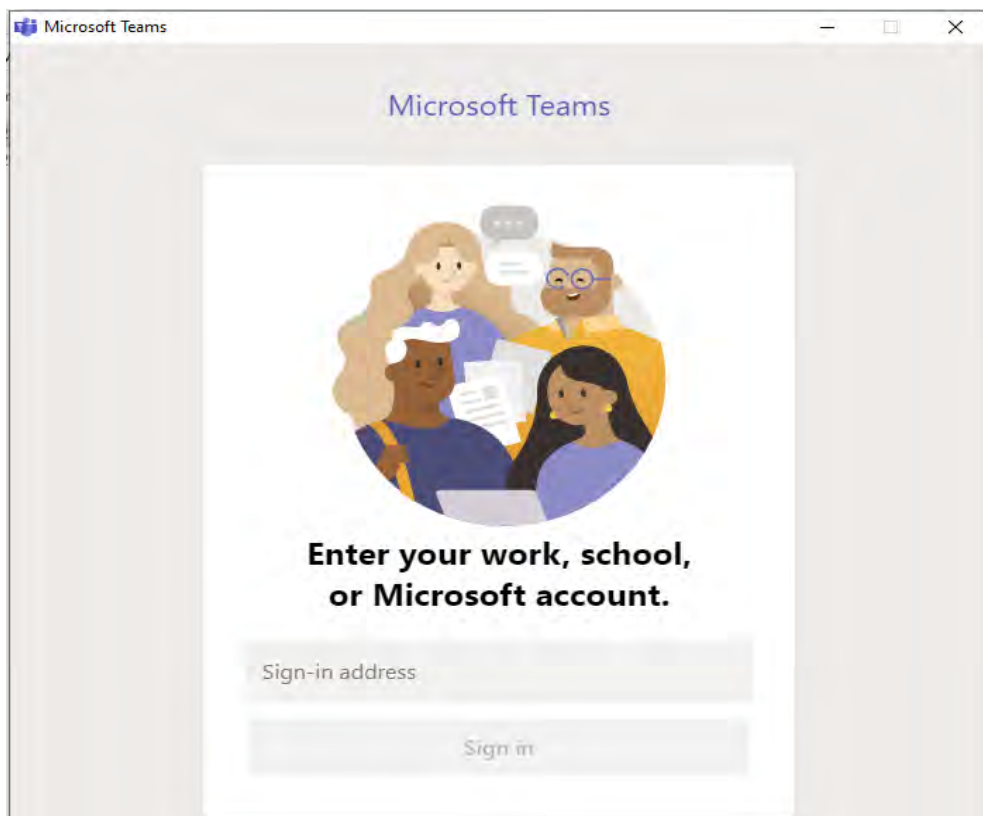 Microsoft Teams
Microsoft Teams
Enter your work, school,
or Microsoft account.
Sign-in address
Sign in